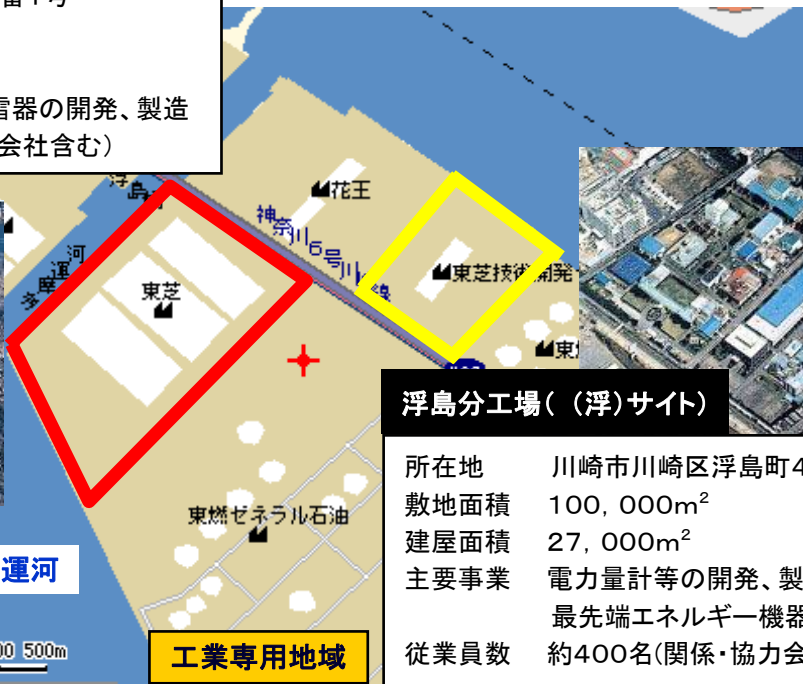 雷器の開発、製造
会社含む）
浮島
花王
神奈川6号川崎線
多摩運河
東芝
東芝技術開発
東燃ゼネラル石油
運河
500m
工業専用地域
浮島分工場（（浮）サイト）
所在地 川崎市川崎区浮島町4
敷地面積 100，000m²
建屋面積 27，000m²
主要事業 電力量計等の開発、製
最先端エネルギー機器
従業員数 約400名(関係・協力会